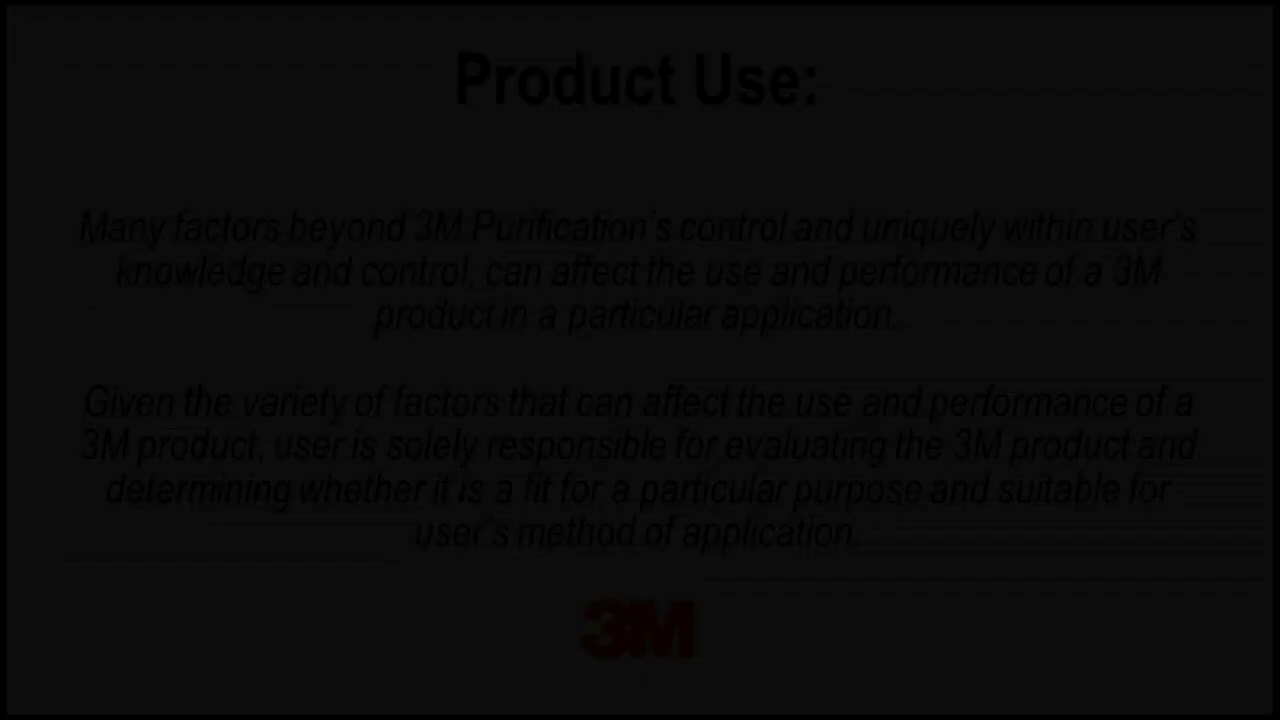 Product Use:
Many factors beyond 3M Purification's control and uniquely within user's
knowledge and control, can affect the use and performance of a 3M
product in a particular application.
Given the variety of factors that can affect the use and performance of a
3M product, user is solely responsible for evaluating the 3M product and
determining whether it is a fit for a particular purpose and suitable for
user's method of application.
3M